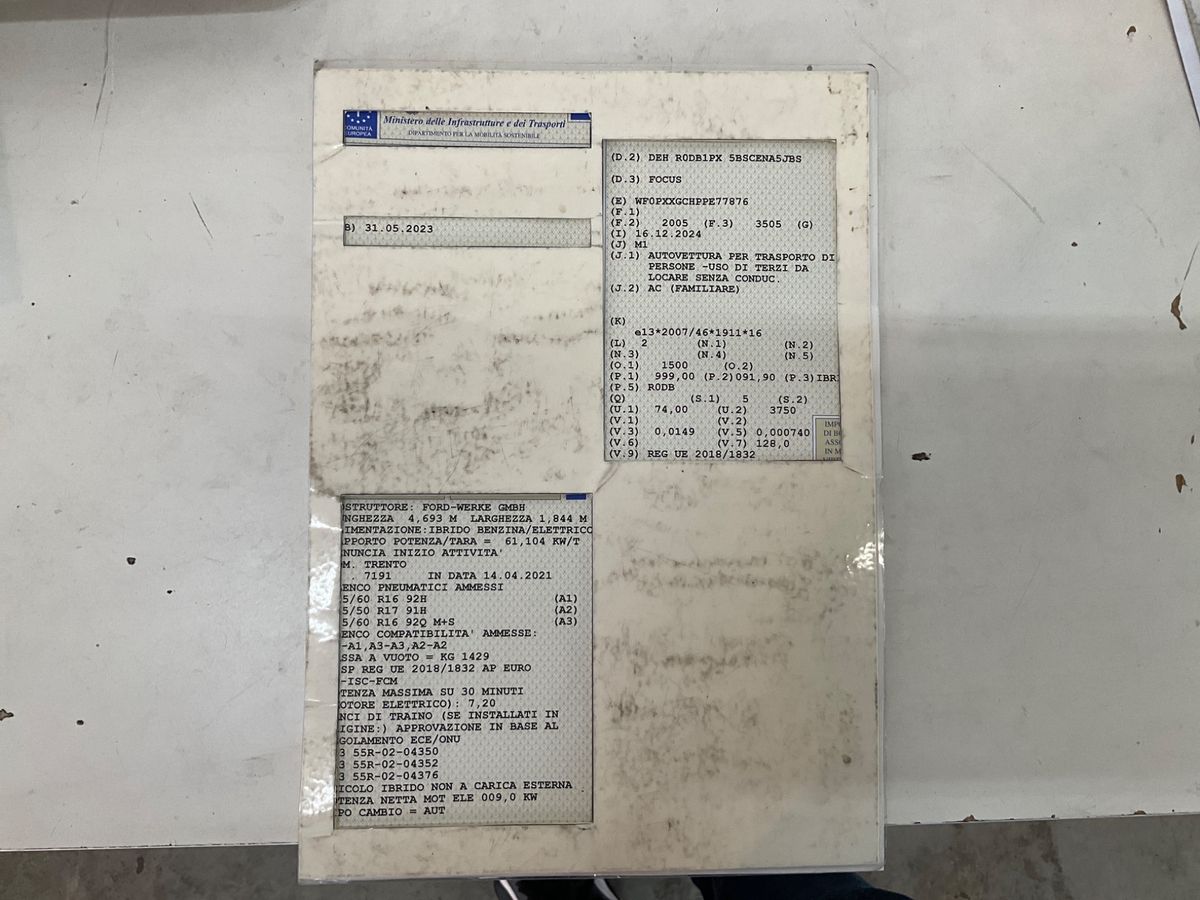 OMUNITÀ
EUROPEA
Ministero delle Infrastrutture e dei Trasporti
DIPARTIMENTO PER LA MOBILITÀ SOSTENIBILE
B) 31.05.2023
(D.2) DEH R0DB1PX 5BSCENA5JBS
(D.3) FOCUS
(E) WF0PXXGCHPPE77876
(F.1)
(F.2) 2005 (F.3) 3505 (G)
(I) 16.12.2024
(J) M1
(J.1) AUTOVETTURA PER TRASPORTO DI
PERSONE -USO DI TERZI DA
LOCARE SENZA CONDUC.
(J.2) AC (FAMILIARE)
(K)
e13*2007/46*1911*16
(L) 2 (N.1) (N.2)
(N.3) (N.4) (N.5)
(O.1) 1500 (O.2)
(P.1) 999,00 (P.2)091,90 (P.3)IBR
(P.5) R0DB
(Q) (S.1) 5 (S.2)
(U.1) 74,00 (U.2) 3750
(V.1) (V.2)
(V.3) 0,0149 (V.5) 0,000740
(V.6) (V.7) 128,0
(V.9) REG UE 2018/1832
IMP
DI B
ASS
IN M
STRUTTORE: FORD-WERKE GMBH
NGHEZZA 4,693 M LARGHEZZA 1,844 M
IMENTAZIONE:IBRIDO BENZINA/ELETTRICO
PPORTO POTENZA/TARA = 61,104 KW/T
NUNCIA INIZIO ATTIVITA'
M. TRENTO
. 7191 IN DATA 14.04.2021
ENCO PNEUMATICI AMMESSI
5/60 R16 92H (A1)
5/50 R17 91H (A2)
5/60 R16 92Q M+S (A3)
ENCO COMPATIBILITA' AMMESSE:
-A1,A3-A3,A2-A2
SSA A VUOTO = KG 1429
SP REG UE 2018/1832 AP EURO
-ISC-FCM
TENZA MASSIMA SU 30 MINUTI
OTORE ELETTRICO): 7,20
NCI DI TRAINO (SE INSTALLATI IN
IGINE:) APPROVAZIONE IN BASE AL
GOLAMENTO ECE/ONU
3 55R-02-04350
3 55R-02-04352
3 55R-02-04376
ICOLO IBRIDO NON A CARICA ESTERNA
TENZA NETTA MOT ELE 009,0 KW
PO CAMBIO = AUT